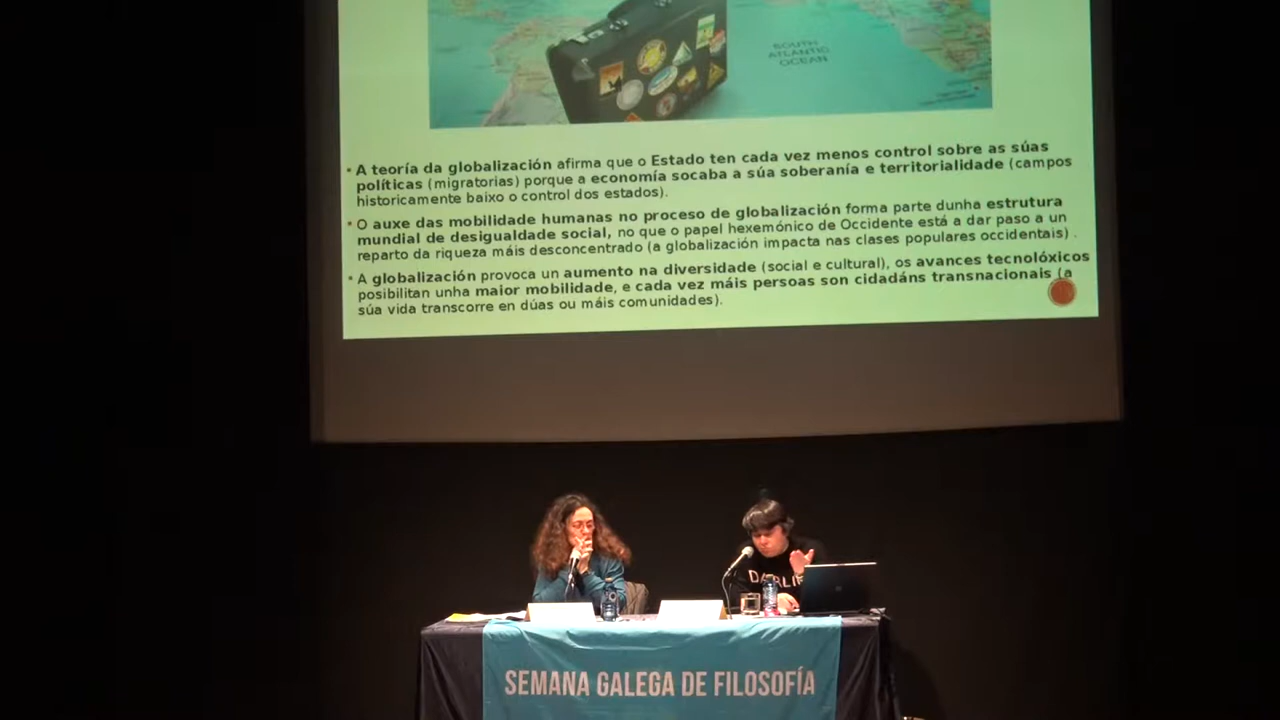 SOUTH
ATLANTIC
OCEAN
• A teoría da globalización afirma que o Estado ten cada vez menos control sobre as súas
políticas (migratorias) porque a economía socaba a súa soberanía e territorialidade (campos
historicamente baixo o control dos estados).
• O auxe das mobilidade humanas no proceso de globalización forma parte dunha estrutura
mundial de desigualdade social, no que o papel hexemónico de Occidente está a dar paso a un
reparto da riqueza máis desconcentrado (a globalización impacta nas clases populares occidentais) .
• A globalización provoca un aumento na diversidade (social e cultural), os avances tecnolóxicos
posibilitan unha maior mobilidade, e cada vez máis persoas son cidadáns transnacionais (a
súa vida transcorre en dúas ou máis comunidades).
SEMANA GALEGA DE FILOSOFÍA